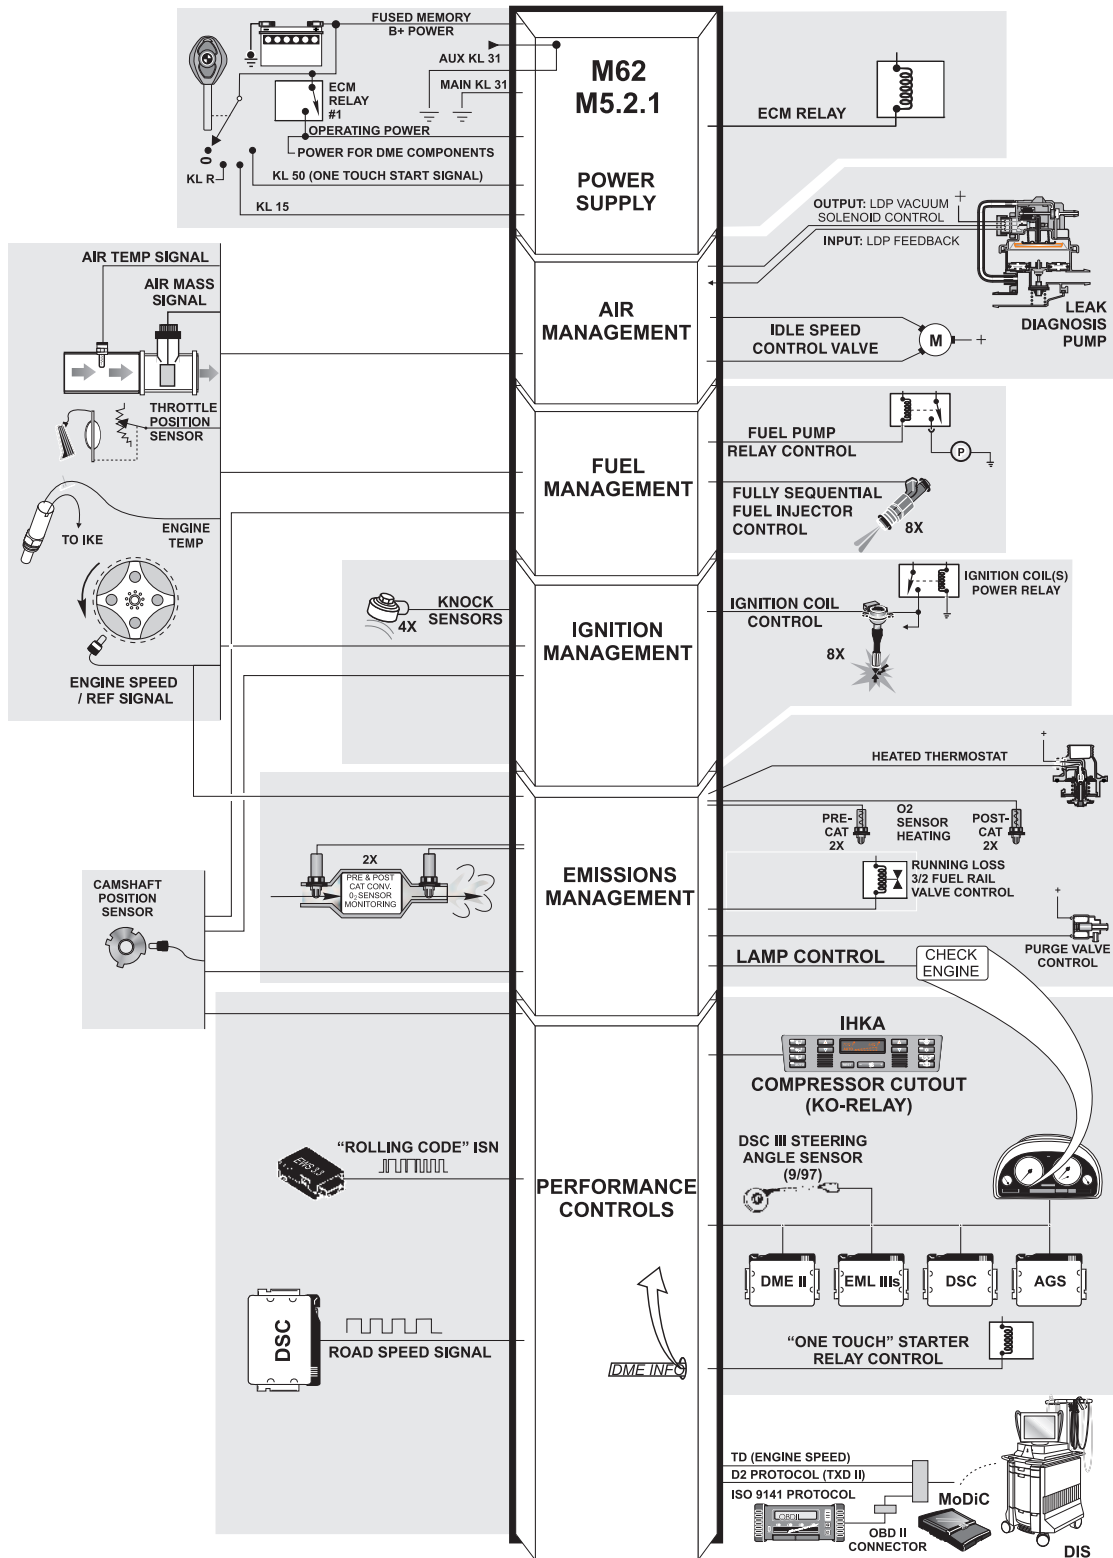 FUSED MEMORY
B+ POWER
AUX KL 31
MAIN KL 31
ECM
RELAY
#1
OPERATING POWER
POWER FOR DME COMPONENTS
0
KL R
KL 50 (ONE TOUCH START SIGNAL)
KL 15
M62
M5.2.1
POWER
SUPPLY
ECM RELAY
OUTPUT: LDP VACUUM
SOLENOID CONTROL
+
INPUT: LDP FEEDBACK
LEAK
DIAGNOSIS
PUMP
AIR TEMP SIGNAL
AIR MASS
SIGNAL
AIR
MANAGEMENT
IDLE SPEED
CONTROL VALVE
M
+
THROTTLE
POSITION
SENSOR
FUEL
MANAGEMENT
FUEL PUMP
RELAY CONTROL
P
FULLY SEQUENTIAL
FUEL INJECTOR
CONTROL
8X
TO IKE
ENGINE
TEMP
ENGINE SPEED
/ REF SIGNAL
KNOCK
SENSORS
4X
IGNITION
MANAGEMENT
IGNITION COIL
CONTROL
IGNITION COIL(S)
POWER RELAY
8X
HEATED THERMOSTAT
+
PRE-
CAT
2X
O2
SENSOR
HEATING
POST-
CAT
2X
2X
PRE & POST
CAT CONV.
02 SENSOR
MONITORING
EMISSIONS
MANAGEMENT
RUNNING LOSS
3/2 FUEL RAIL
VALVE CONTROL
+
PURGE VALVE
CONTROL
CAMSHAFT
POSITION
SENSOR
LAMP CONTROL
CHECK
ENGINE
IHKA
COMPRESSOR CUTOUT
(KO-RELAY)
"ROLLING CODE" ISN
EWS 3.3
DSC III STEERING
ANGLE SENSOR
(9/97)
PERFORMANCE
CONTROLS
DME II
EML IIIs
DSC
AGS
DSC
ROAD SPEED SIGNAL
DME INFO
"ONE TOUCH" STARTER
RELAY CONTROL
TD (ENGINE SPEED)
D2 PROTOCOL (TXD II)
ISO 9141 PROTOCOL
OBD II
OBD II
CONNECTOR
MoDiC
DIS